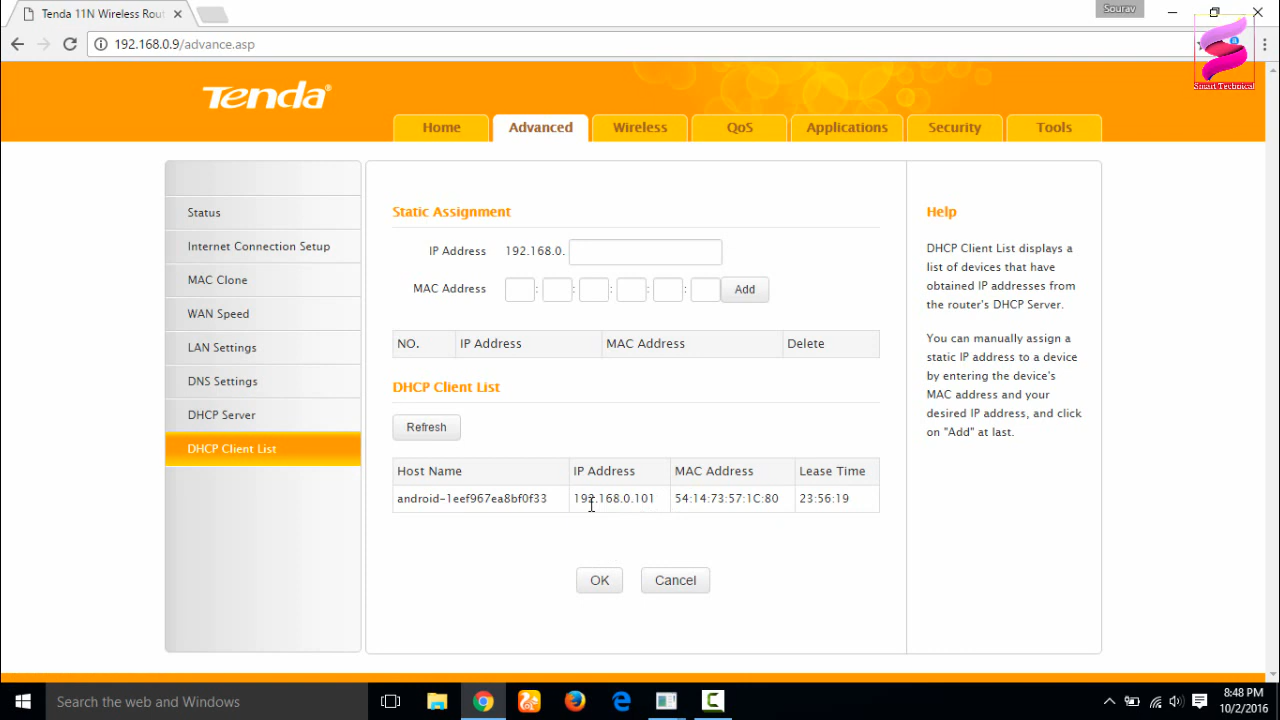 Tenda 11N Wireless Rou
Sourav
192.168.0.9/advance.asp
Smart Technical
Tenda
Home Advanced Wireless QoS Applications Security Tools
Status
Internet Connection Setup
MAC Clone
WAN Speed
LAN Settings
DNS Settings
DHCP Server
DHCP Client List
Static Assignment
IP Address 192.168.0.
MAC Address : : : : : Add
NO. IP Address MAC Address Delete
DHCP Client List
Refresh
Host Name IP Address MAC Address Lease Time
android-1eef967ea8bf0f33 192.168.0.101 54:14:73:57:1C:80 23:56:19
OK Cancel
Help
DHCP Client List displays a
list of devices that have
obtained IP addresses from
the router's DHCP Server.
You can manually assign a
static IP address to a device
by entering the device's
MAC address and your
desired IP address, and click
on "Add" at last.
Search the web and Windows
8:48 PM
10/2/2016